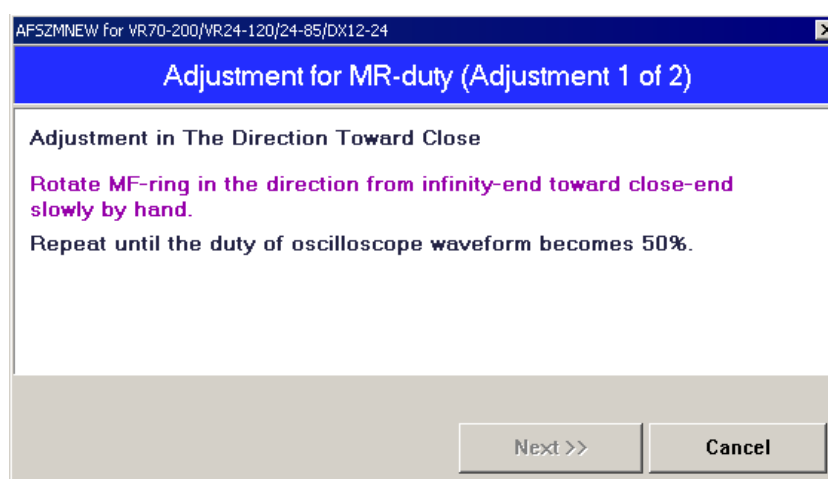 AFSZMNEW for VR70-200/VR24-120/24-85/DX12-24
Adjustment for MR-duty (Adjustment 1 of 2)
Adjustment in The Direction Toward Close
Rotate MF-ring in the direction from infinity-end toward close-end
slowly by hand.
Repeat until the duty of oscilloscope waveform becomes 50%.
Next >>
Cancel